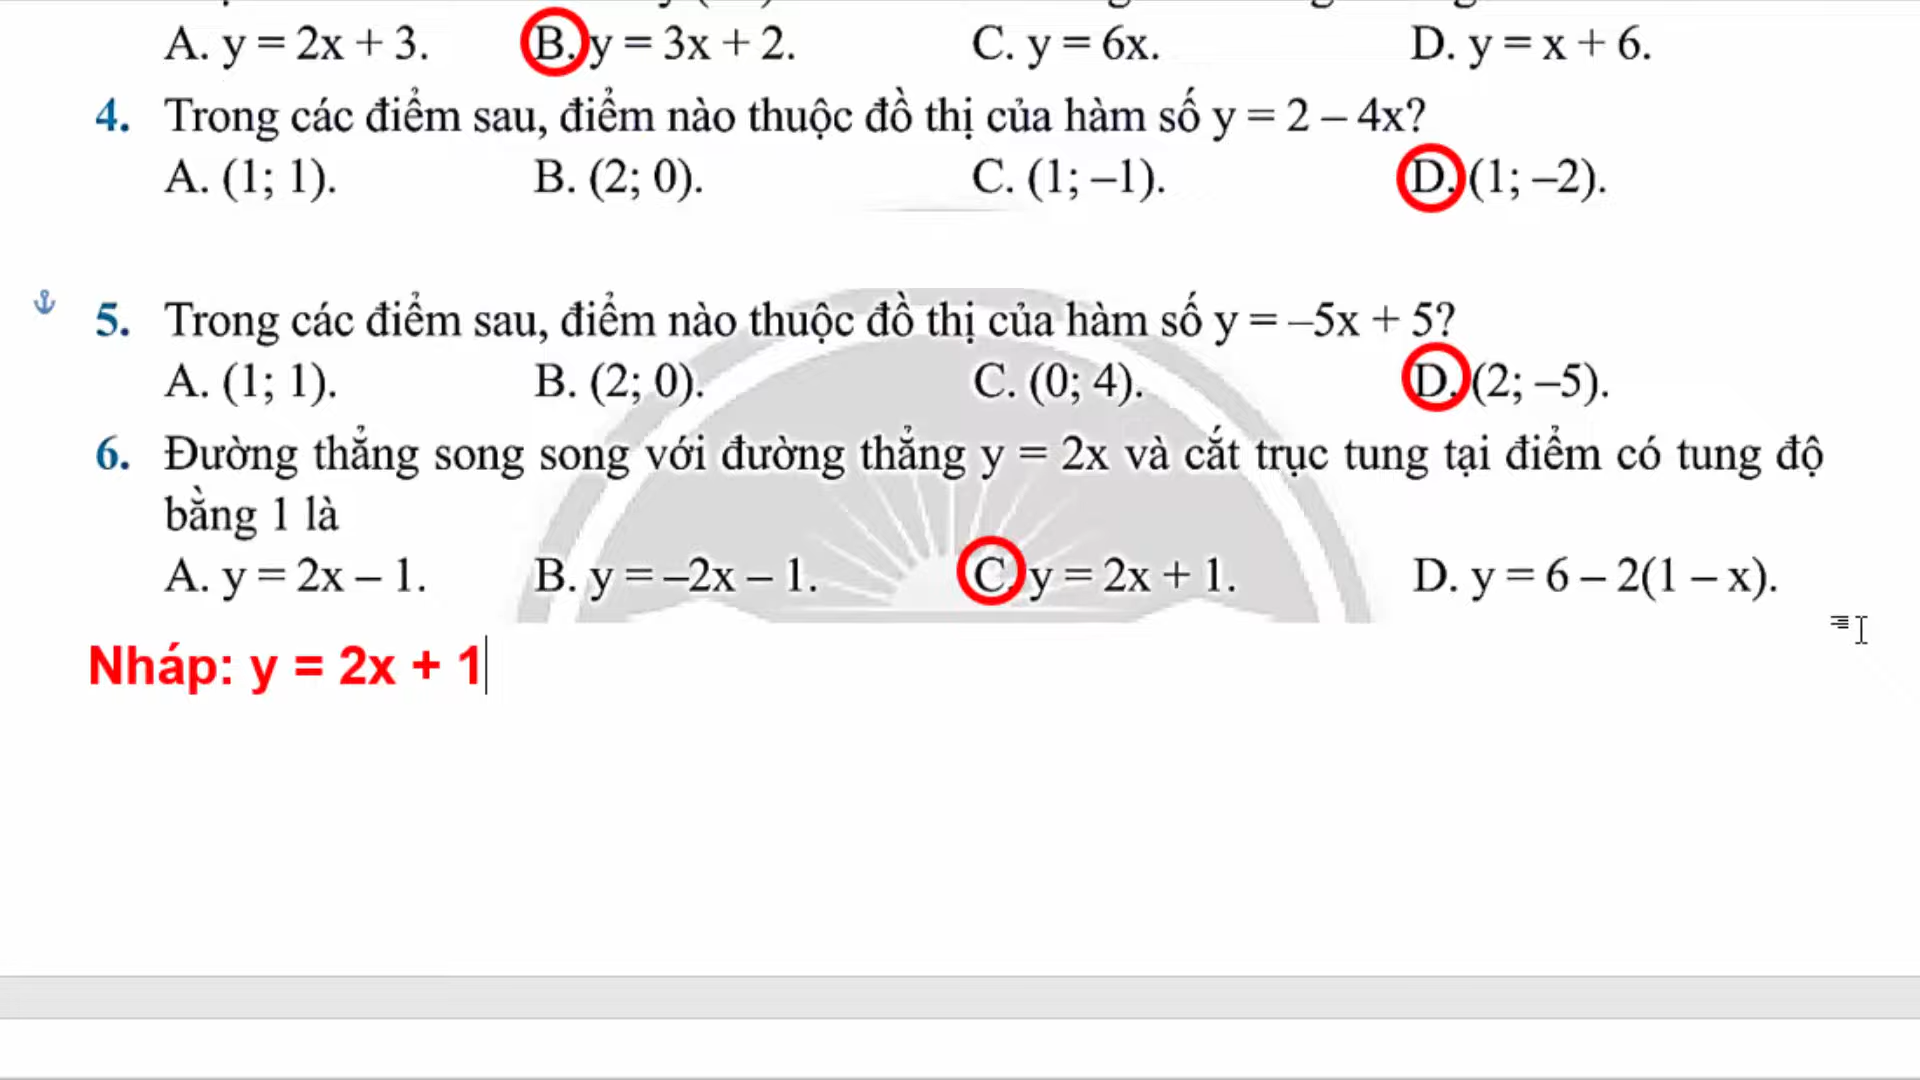 A. y = 2x + 3. B. y = 3x + 2. C. y = 6x. D. y = x + 6.
4. Trong các điểm sau, điểm nào thuộc đồ thị của hàm số y = 2 – 4x?
A. (1; 1). B. (2; 0). C. (1; –1). D. (1; –2).
5. Trong các điểm sau, điểm nào thuộc đồ thị của hàm số y = –5x + 5?
A. (1; 1). B. (2; 0). C. (0; 4). D. (2; –5).
6. Đường thẳng song song với đường thẳng y = 2x và cắt trục tung tại điểm có tung độ
bằng 1 là
A. y = 2x – 1. B. y = –2x – 1. C. y = 2x + 1. D. y = 6 – 2(1 – x).
Nháp: y = 2x + 1